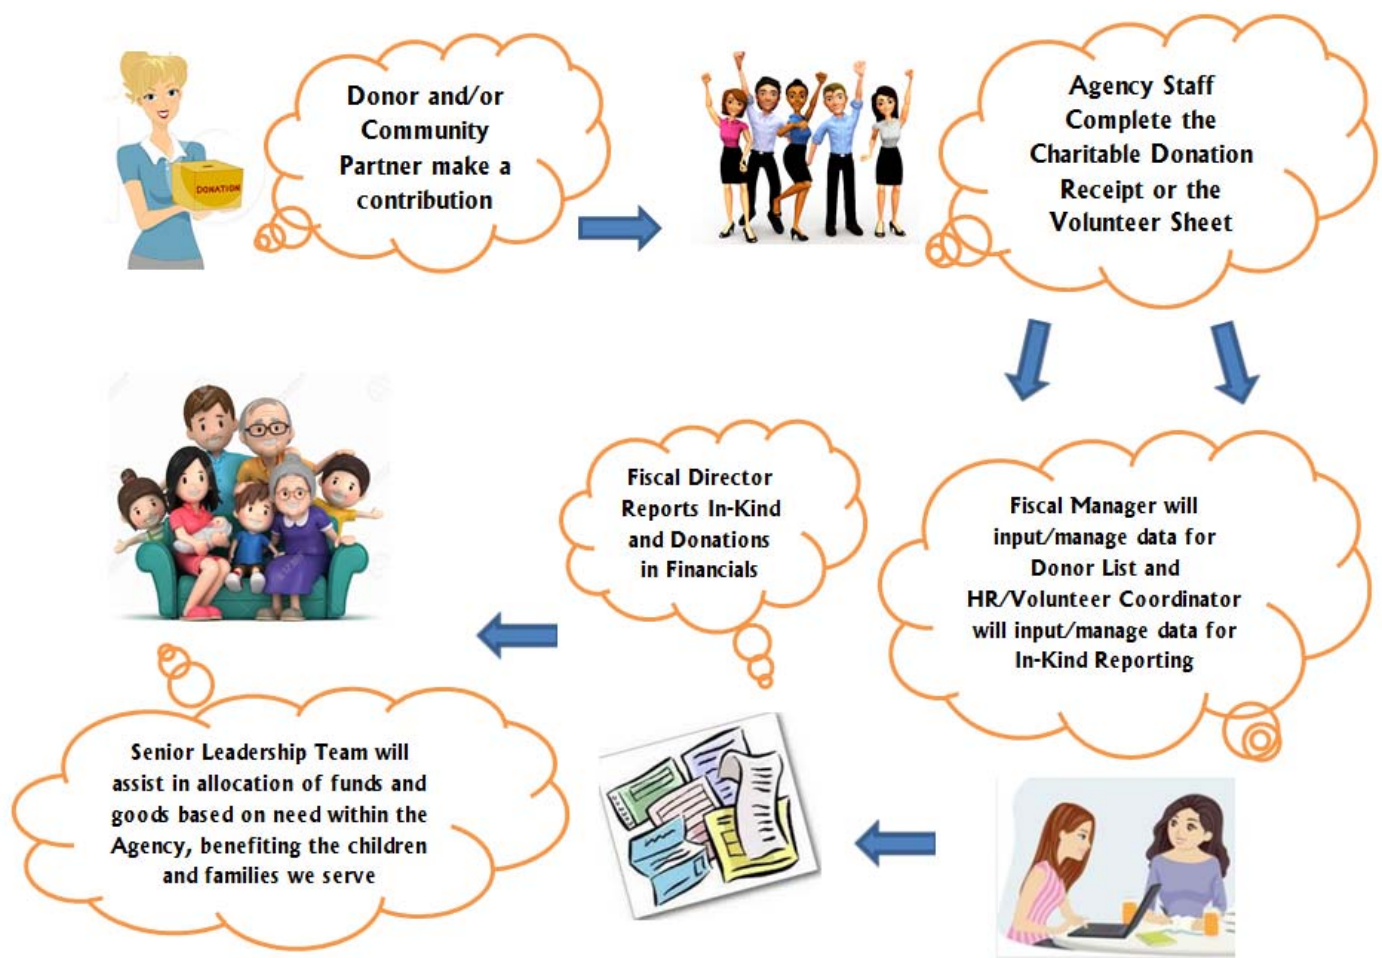 Donor and/or
Community
Partner make a
contribution
DONATION
Agency Staff
Complete the
Charitable Donation
Receipt or the
Volunteer Sheet
Fiscal Director
Reports In-Kind
and Donations
in Financials
Fiscal Manager will
input/manage data for
Donor List and
HR/Volunteer Coordinator
will input/manage data for
In-Kind Reporting
Senior Leadership Team will
assist in allocation of funds and
goods based on need within the
Agency, benefiting the children
and families we serve